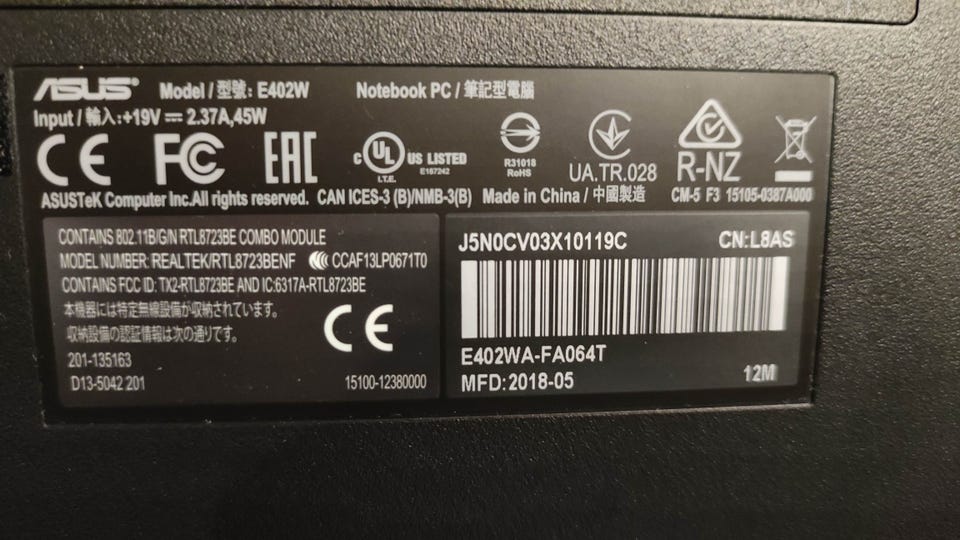 ASUS Model / 型號: E402W Notebook PC / 筆記型電腦
Input / 輸入:+19V ⎓ 2.37A,45W
CE FC EAC c UL US LISTED I.T.E. E187242 R31018 RoHS UA.TR.028 R-NZ
ASUSTeK Computer Inc.All rights reserved. CAN ICES-3 (B)/NMB-3(B) Made in China / 中國製造 CM-5 F3 15105-0387A000
CONTAINS 802.11B/G/N RTL8723BE COMBO MODULE
MODEL NUMBER: REALTEK/RTL8723BENF CCAF13LP0671T0
CONTAINS FCC ID: TX2-RTL8723BE AND IC:6317A-RTL8723BE
本機器には特定無線設備が収納されています。
収納設備の認証情報は次の通りです。
CE
201-135163
D13-5042 201 15100-12380000
J5N0CV03X10119C CN:L8AS
E402WA-FA064T
MFD:2018-05 12M